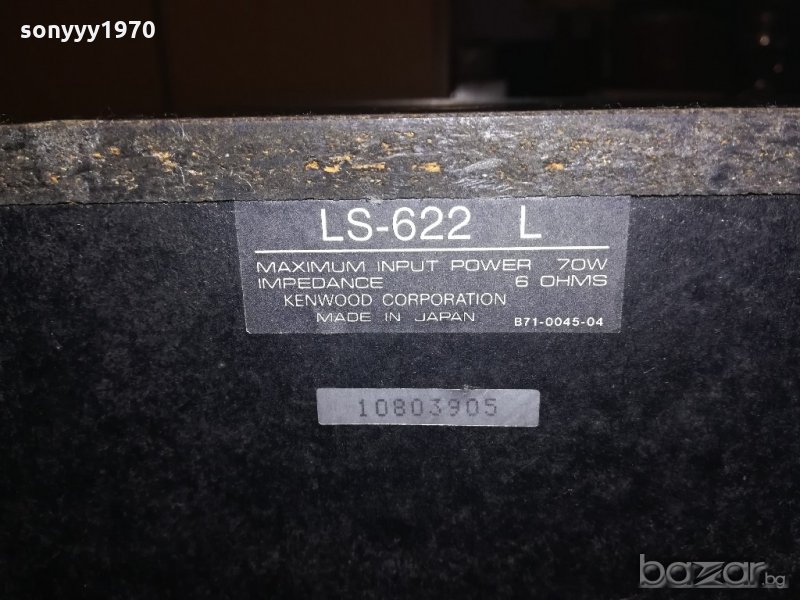 sonyyy1970
LS-622 L
MAXIMUM INPUT POWER 70W
IMPEDANCE 6 OHMS
KENWOOD CORPORATION
MADE IN JAPAN B71-0045-04
10803905
bazar.bg